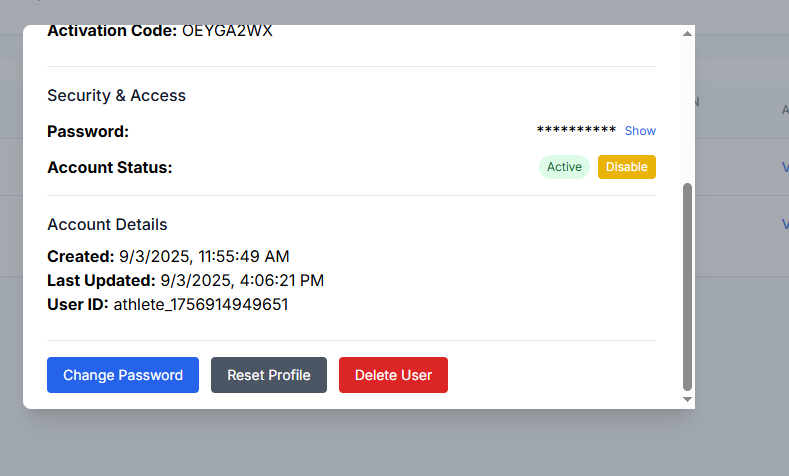 Activation Code: OEYGA2WX
N
A
Security & Access
Password: ********** Show
Account Status: Active Disable
V
Account Details
V
Created: 9/3/2025, 11:55:49 AM
Last Updated: 9/3/2025, 4:06:21 PM
User ID: athlete_1756914949651
Change Password Reset Profile Delete User